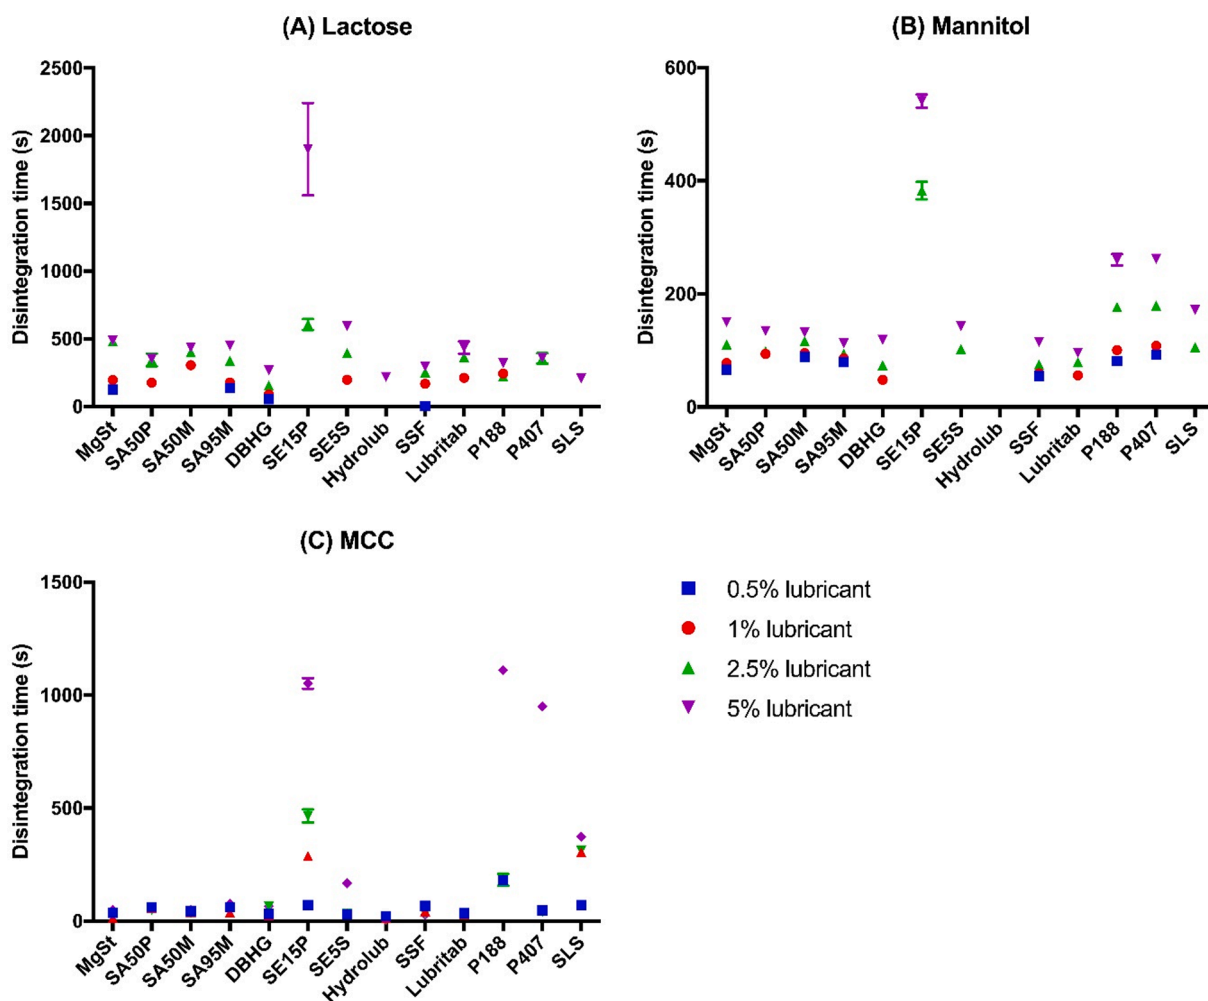 (A) Lactose
Disintegration time (s)
2500
2000
1500
1000
500
0
MgSt
SA50P
SA50M
SA95M
DBHG
SE15P
SE5S
Hydrolub
SSF
Lubritab
P188
P407
SLS
(B) Mannitol
Disintegration time (s)
600
400
200
0
MgSt
SA50P
SA50M
SA95M
DBHG
SE15P
SE5S
Hydrolub
SSF
Lubritab
P188
P407
SLS
(C) MCC
Disintegration time (s)
1500
1000
500
0
MgSt
SA50P
SA50M
SA95M
DBHG
SE15P
SE5S
Hydrolub
SSF
Lubritab
P188
P407
SLS
0.5% lubricant
1% lubricant
2.5% lubricant
5% lubricant